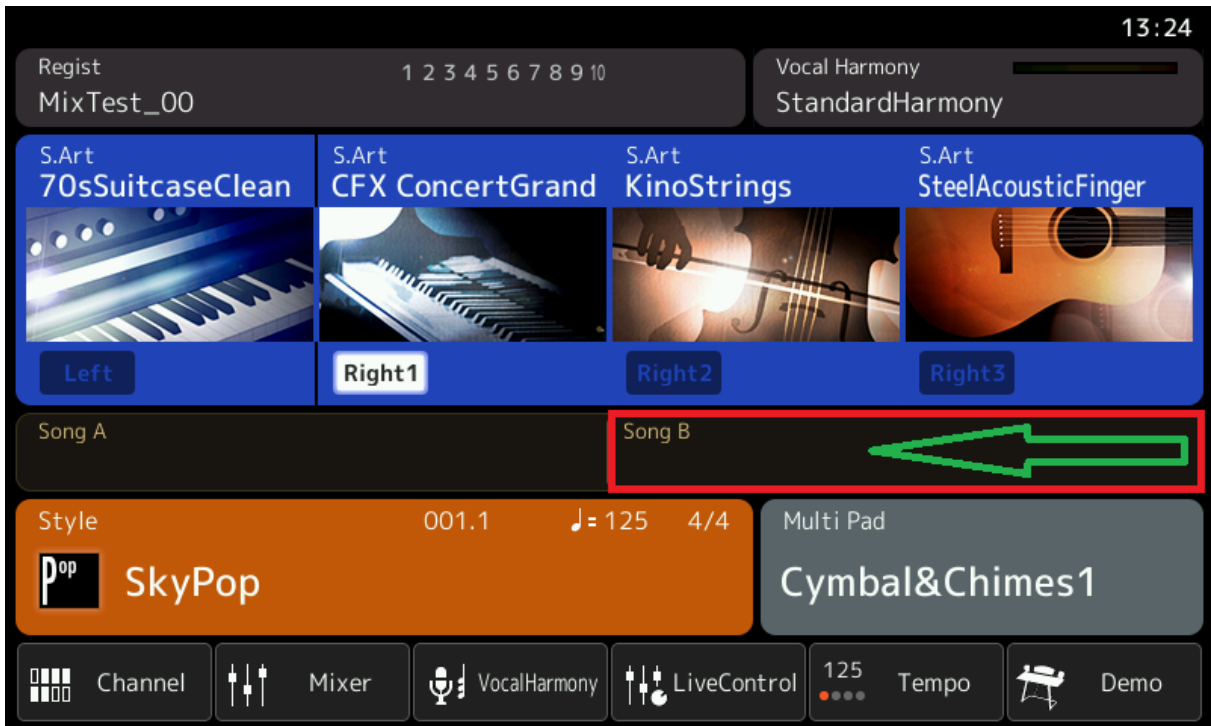 13:24
Regist
1 2 3 4 5 6 7 8 9 10
MixTest_00
Vocal Harmony
StandardHarmony
S.Art
70sSuitcaseClean
S.Art
CFX ConcertGrand
S.Art
KinoStrings
S.Art
SteelAcousticFinger
Left
Right1
Right2
Right3
Song A
Song B
Style
001.1
♩= 125
4/4
Pop
SkyPop
Multi Pad
Cymbal&Chimes1
Channel
Mixer
VocalHarmony
LiveControl
125
Tempo
Demo